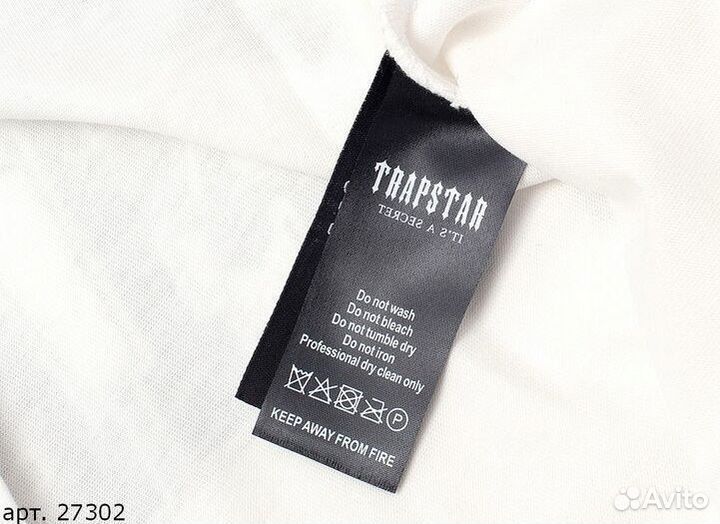 TRAPSTAR
IT'S A SECRET
Do not wash
Do not bleach
Do not tumble dry
Do not iron
Professional dry clean only
P
KEEP AWAY FROM FIRE
арт. 27302
Avito